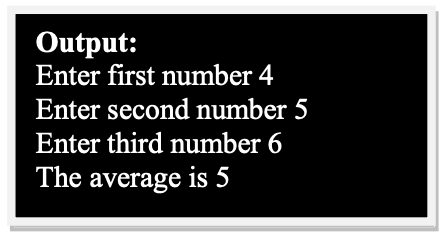 Output:
Enter first number 4
Enter second number 5
Enter third number 6
The average is 5